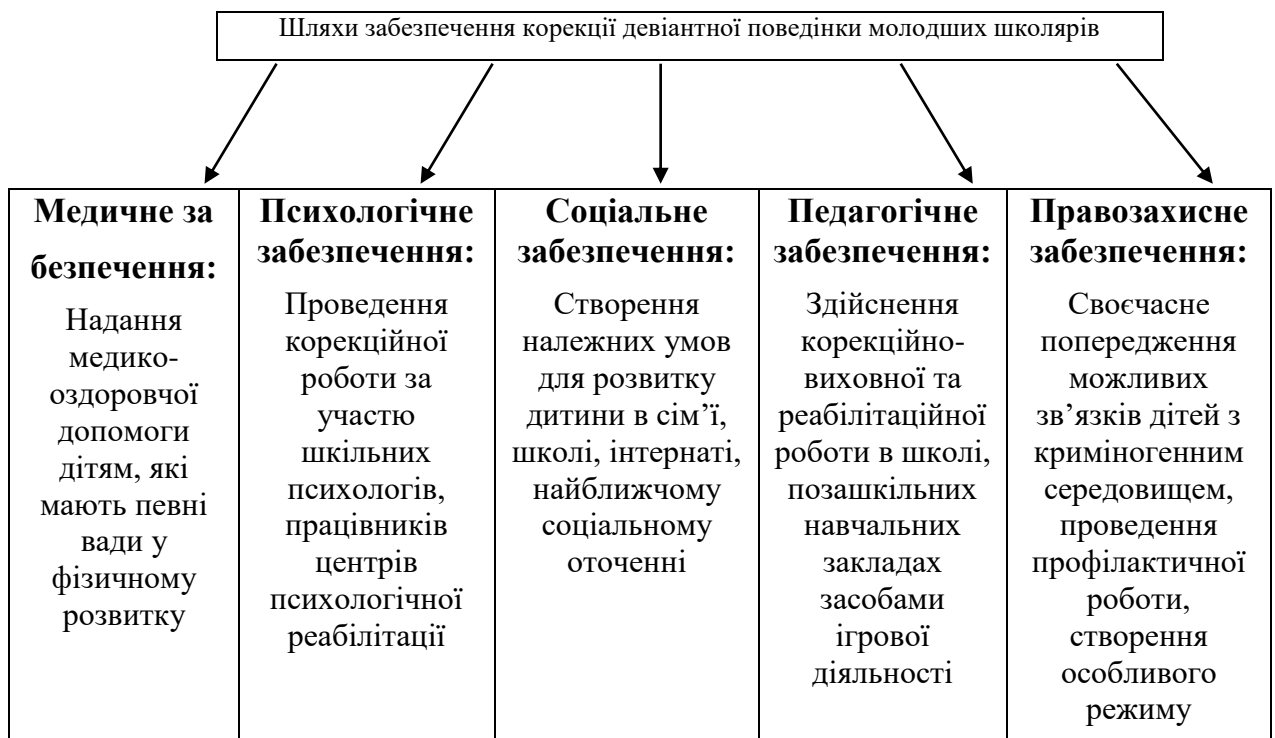 Шляхи забезпечення корекції девіантної поведінки молодших школярів
Медичне за
безпечення:
Надання
медико-
оздоровчої
допомоги
дітям, які
мають певні
вади у
фізичному
розвитку
Психологічне
забезпечення:
Проведення
корекційної
роботи за
участю
шкільних
психологів,
працівників
центрів
психологічної
реабілітації
Соціальне
забезпечення:
Створення
належних умов
для розвитку
дитини в сім’ї,
школі, інтернаті,
найближчому
соціальному
оточенні
Педагогічне
забезпечення:
Здійснення
корекційно-
виховної та
реабілітаційної
роботи в школі,
позашкільних
навчальних
закладах
засобами
ігрової
діяльності
Правозахисне
забезпечення:
Своєчасне
попередження
можливих
зв’язків дітей з
криміногенним
середовищем,
проведення
профілактичної
роботи,
створення
особливого
режиму